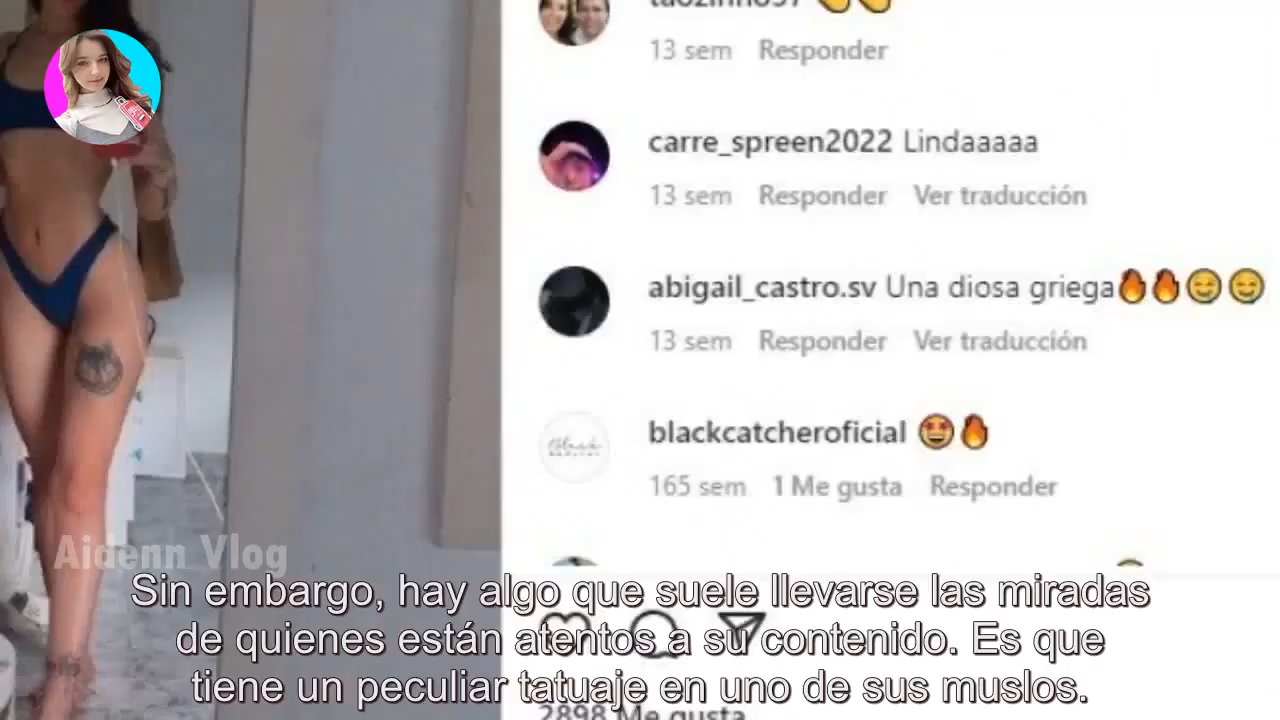 13 sem Responder
carre_spreen2022 Lindaaaaa
13 sem Responder Ver traducción
abigail_castro.sv Una diosa griega🔥🔥😊😊
13 sem Responder Ver traducción
blackcatcheroficial 🤩🔥
165 sem 1 Me gusta Responder
Aidenn Vlog
Sin embargo, hay algo que suele llevarse las miradas
de quienes están atentos a su contenido. Es que
tiene un peculiar tatuaje en uno de sus muslos.
2898 Me gusta